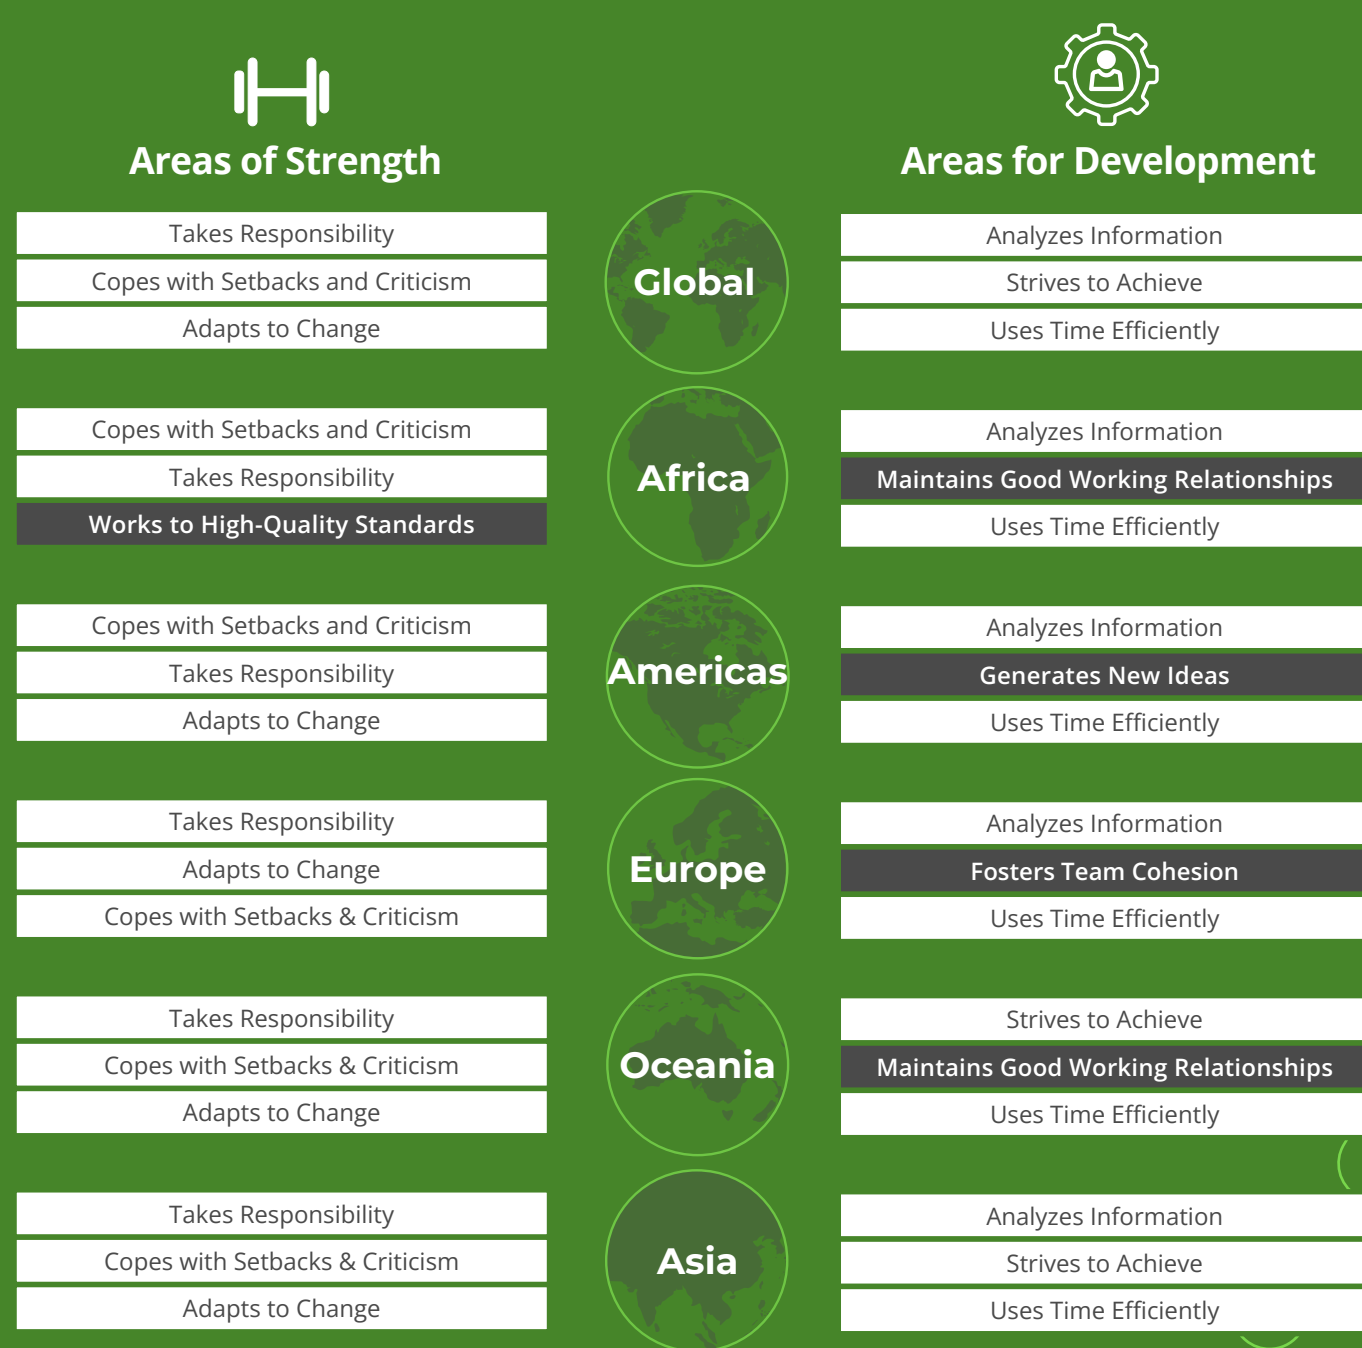 Areas of Strength
Areas for Development
Takes Responsibility
Copes with Setbacks and Criticism
Adapts to Change
Global
Analyzes Information
Strives to Achieve
Uses Time Efficiently
Copes with Setbacks and Criticism
Takes Responsibility
Works to High-Quality Standards
Africa
Analyzes Information
Maintains Good Working Relationships
Uses Time Efficiently
Copes with Setbacks and Criticism
Takes Responsibility
Adapts to Change
Americas
Analyzes Information
Generates New Ideas
Uses Time Efficiently
Takes Responsibility
Adapts to Change
Copes with Setbacks & Criticism
Europe
Analyzes Information
Fosters Team Cohesion
Uses Time Efficiently
Takes Responsibility
Copes with Setbacks & Criticism
Adapts to Change
Oceania
Strives to Achieve
Maintains Good Working Relationships
Uses Time Efficiently
Takes Responsibility
Copes with Setbacks & Criticism
Adapts to Change
Asia
Analyzes Information
Strives to Achieve
Uses Time Efficiently